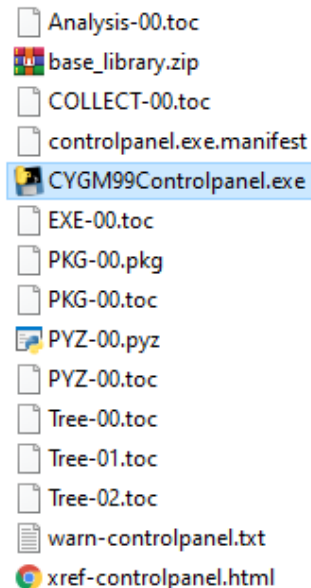 Analysis-00.toc
base_library.zip
COLLECT-00.toc
controlpanel.exe.manifest
CYGM99Controlpanel.exe
EXE-00.toc
PKG-00.pkg
PKG-00.toc
PYZ-00.pyz
PYZ-00.toc
Tree-00.toc
Tree-01.toc
Tree-02.toc
warn-controlpanel.txt
xref-controlpanel.html